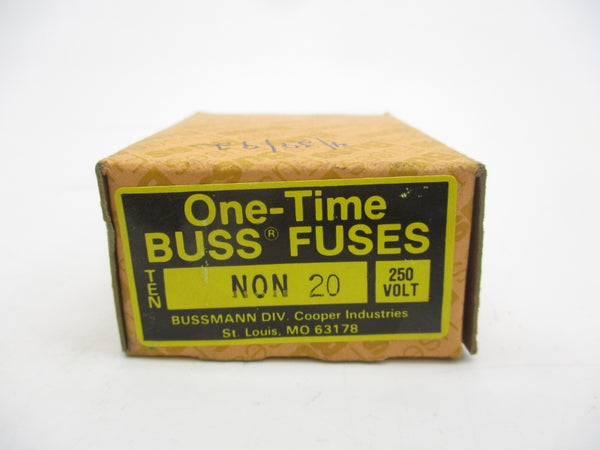 One-Time
BUSS® FUSES
TEN
NON 20
250
VOLT
BUSSMANN DIV. Cooper Industries
St. Louis, MO 63178